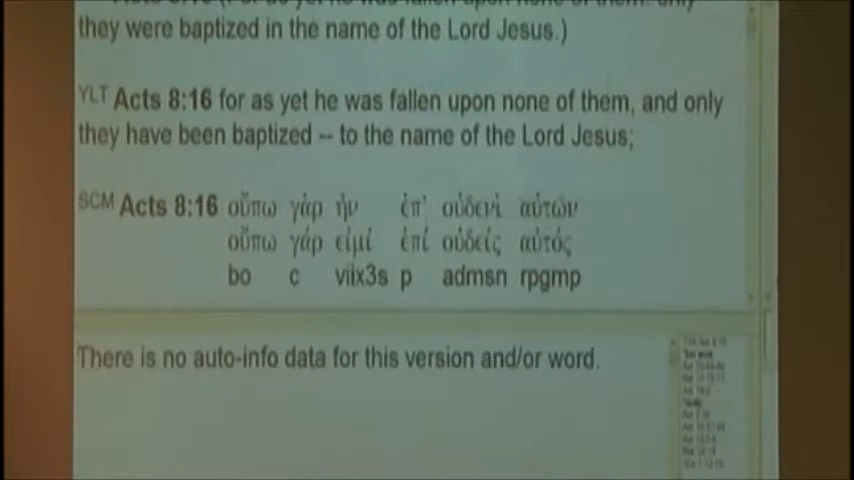 they were baptized in the name of the Lord Jesus.)
YLT Acts 8:16 for as yet he was fallen upon none of them, and only
they have been baptized -- to the name of the Lord Jesus;
SCM Acts 8:16 οὔπω γὰρ ἦν ἐπ' οὐδενὶ αὐτῶν
οὔπω γάρ εἰμί ἐπί οὐδείς αὐτός
bo c viix3s p admsn rpgmp
There is no auto-info data for this version and/or word.